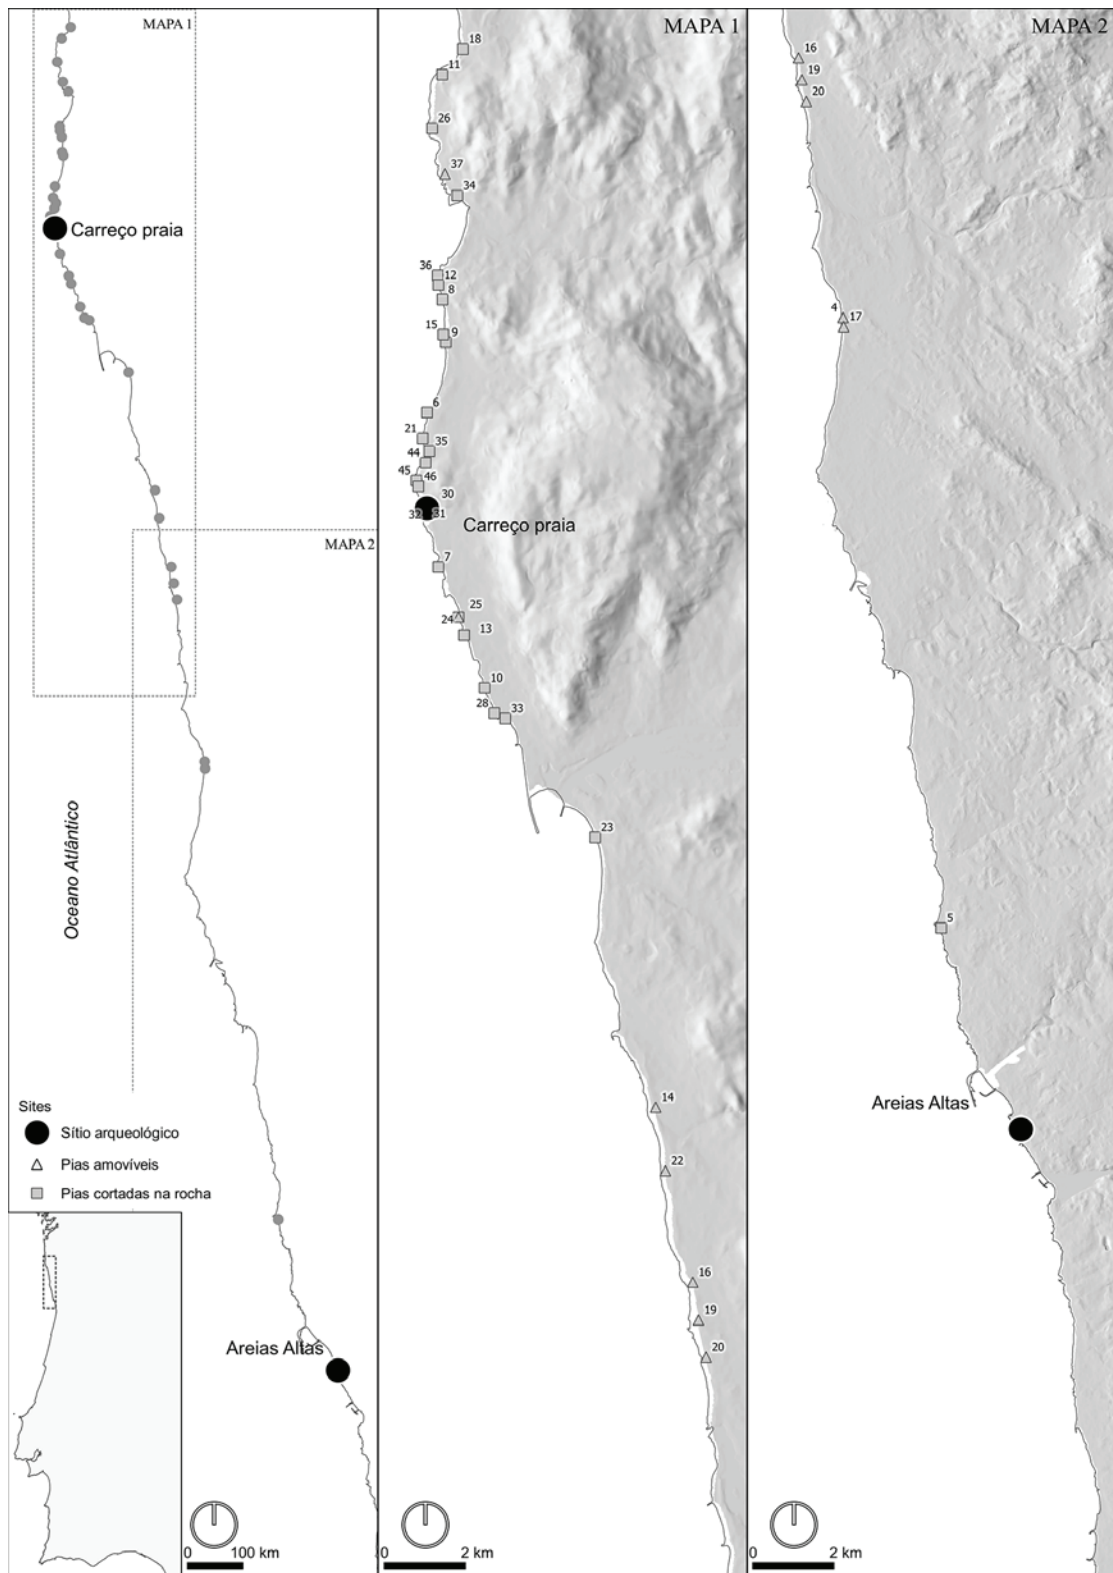 MAPA 1
Carreço praia
MAPA 2
Oceano Atlântico
Areias Altas
Sites
Sítio arqueológico
Pias amovíveis
Pias cortadas na rocha
0 100 km
MAPA 1
18
11
26
37
34
36
12
8
15 9
6
21
35
44
45 46
30
32 31
Carreço praia
7
25
24
13
10
28 33
23
14
22
16
19
20
0 2 km
MAPA 2
16
19
20
4
17
5
Areias Altas
0 2 km